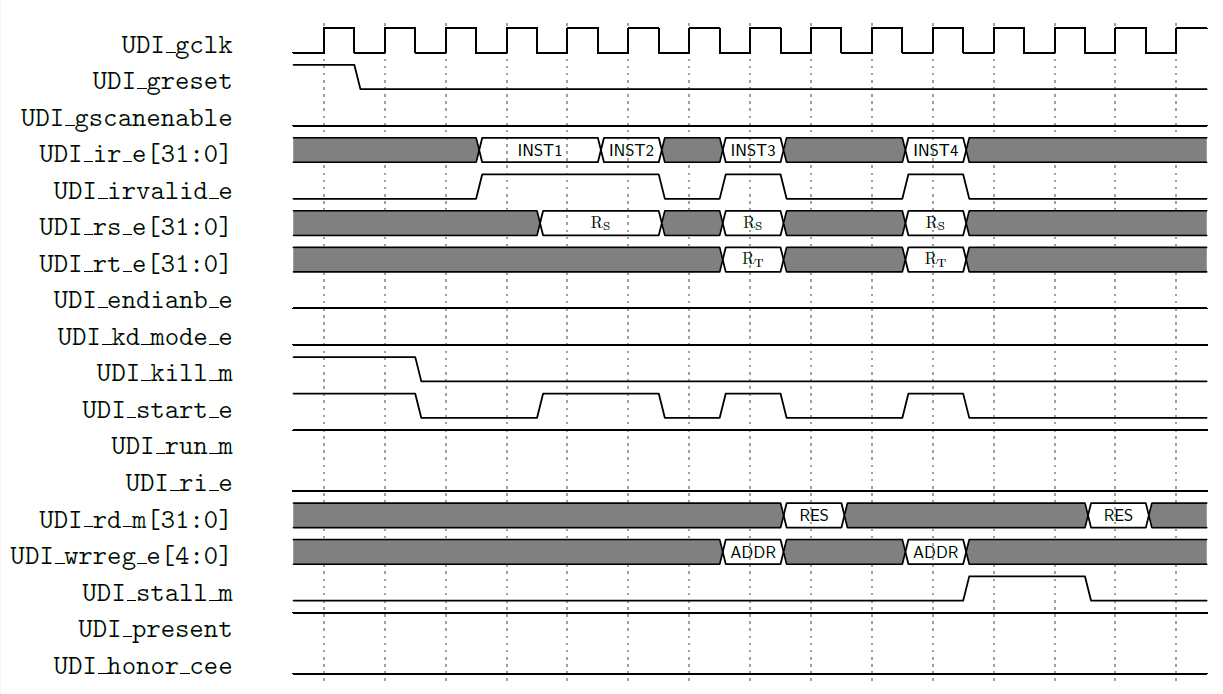 UDI_gclk
UDI_greset
UDI_gscanenable
UDI_ir_e[31:0] INST1 INST2 INST3 INST4
UDI_irvalid_e
UDI_rs_e[31:0] RS RS RS
UDI_rt_e[31:0] RT RT
UDI_endianb_e
UDI_kd_mode_e
UDI_kill_m
UDI_start_e
UDI_run_m
UDI_ri_e
UDI_rd_m[31:0] RES RES
UDI_wrreg_e[4:0] ADDR ADDR
UDI_stall_m
UDI_present
UDI_honor_cee